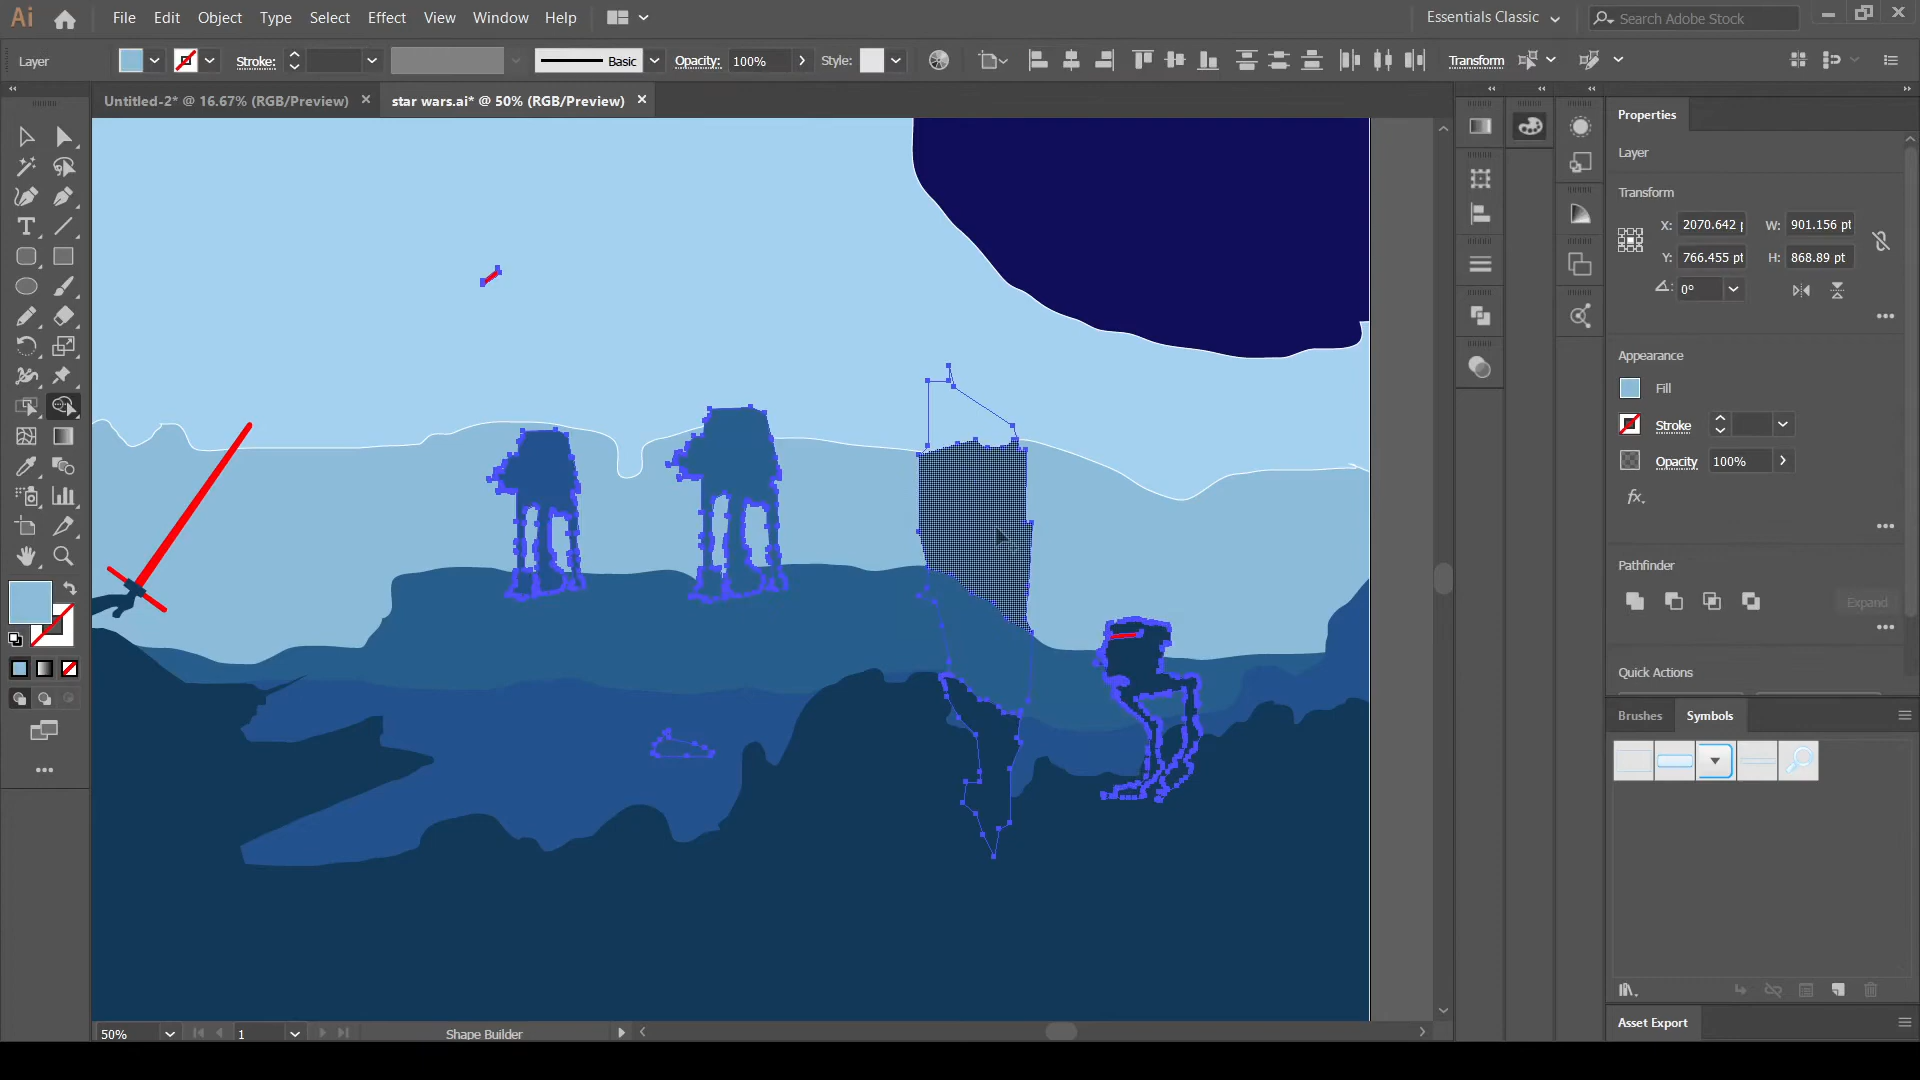 Ai File Edit Object Type Select Effect View Window Help Essentials Classic Search Adobe Stock
Layer Stroke: Basic Opacity: 100% Style: Transform
Untitled-2* @ 16.67% (RGB/Preview) × star wars.ai* @ 50% (RGB/Preview) ×
Properties
Layer
Transform
X: 2070.642 W: 901.156 pt
Y: 766.455 pt H: 868.89 pt
0°
Appearance
Fill
Stroke
Opacity 100%
fx
Pathfinder
Expand
Quick Actions
Brushes Symbols
Asset Export
50% 1 Shape Builder